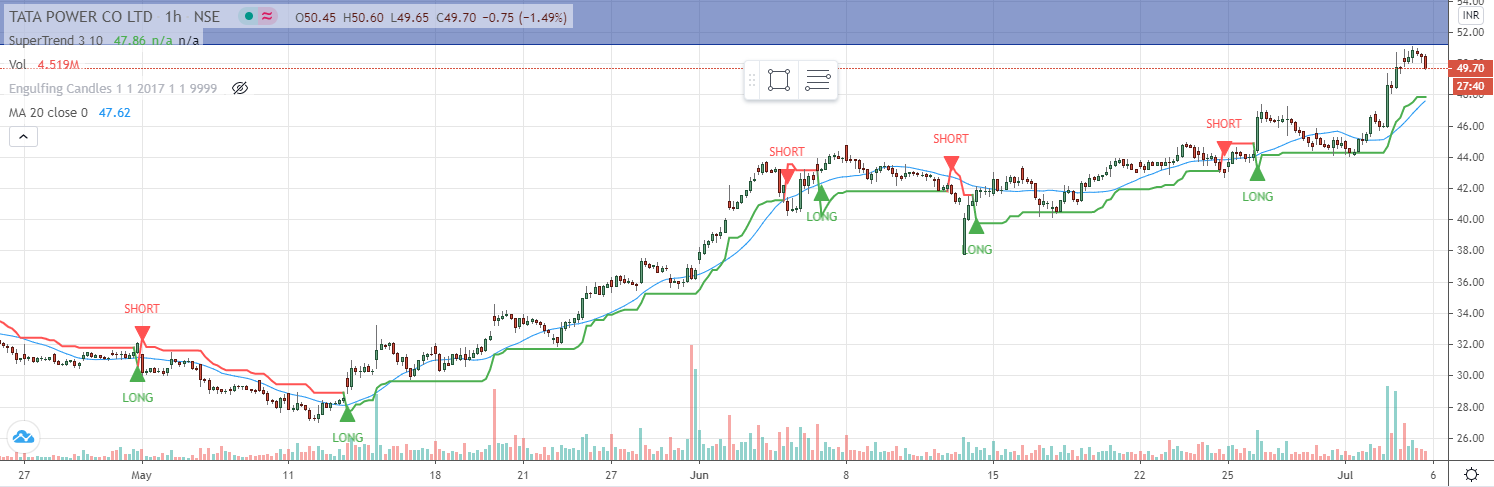 TATA POWER CO LTD · 1h · NSE O50.45 H50.60 L49.65 C49.70 −0.75 (−1.49%)
SuperTrend 3 10 47.86 n/a n/a
Vol 4.519M
Engulfing Candles 1 1 2017 1 1 9999
MA 20 close 0 47.62
54.00
INR
52.00
49.70
27:40
48.00
46.00
44.00
42.00
40.00
38.00
36.00
34.00
32.00
30.00
28.00
26.00
SHORT
LONG
LONG
SHORT
LONG
SHORT
LONG
SHORT
LONG
27 May 11 18 21 27 Jun 8 15 22 25 Jul 6